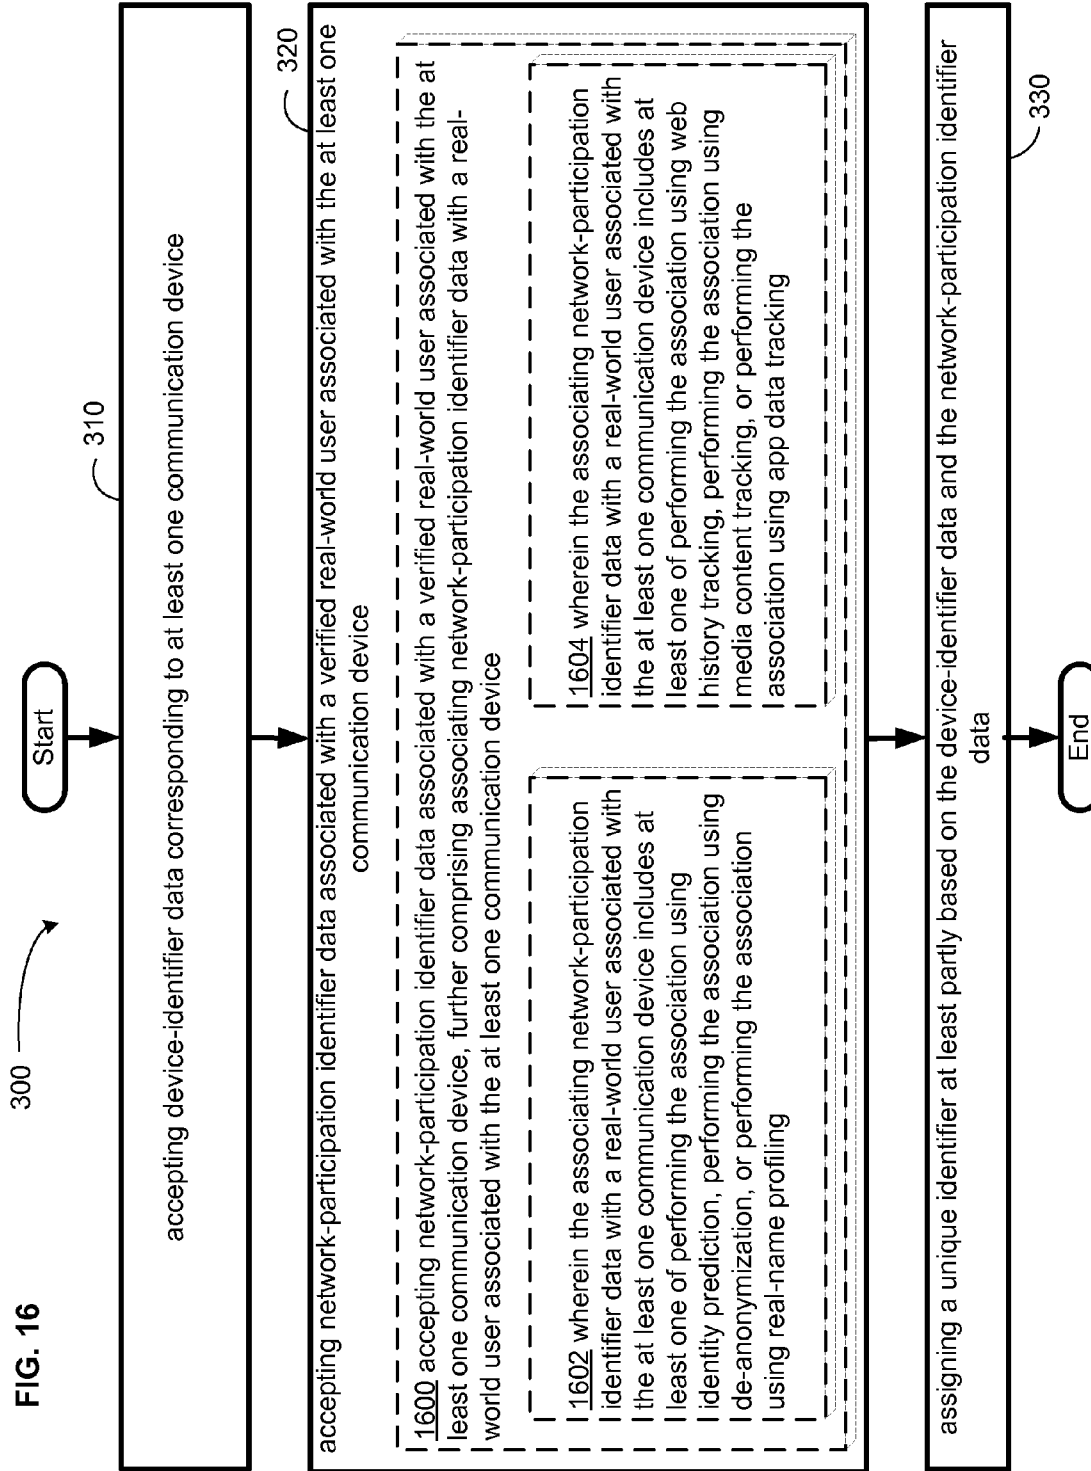 FIG. 16
300
Start
310
accepting device-identifier data corresponding to at least one communication device
320
accepting network-participation identifier data associated with a verified real-world user associated with the at least one
communication device
1600 accepting network-participation identifier data associated with a verified real-world user associated with the at
least one communication device, further comprising associating network-participation identifier data with a real-
world user associated with the at least one communication device
1602 wherein the associating network-participation
identifier data with a real-world user associated with
the at least one communication device includes at
least one of performing the association using
identity prediction, performing the association using
de-anonymization, or performing the association
using real-name profiling
1604 wherein the associating network-participation
identifier data with a real-world user associated with
the at least one communication device includes at
least one of performing the association using web
history tracking, performing the association using
media content tracking, or performing the
association using app data tracking
330
assigning a unique identifier at least partly based on the device-identifier data and the network-participation identifier
data
End